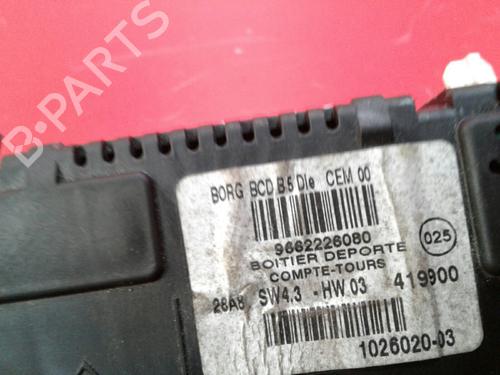 B-PARTS
BORG BCD B5 Die CEM 00
9662226080
BOITIER DEPORTE
COMPTE-TOURS
025
28A8 SW4.3 - HW 03 419900
1026020-03